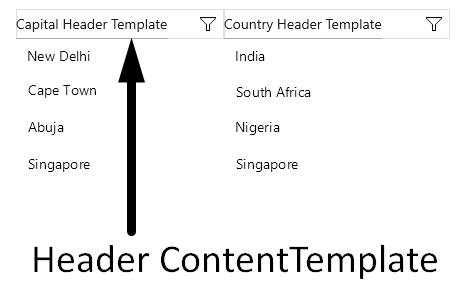 Capital Header Template Country Header Template
New Delhi India
Cape Town South Africa
Abuja Nigeria
Singapore Singapore
Header ContentTemplate